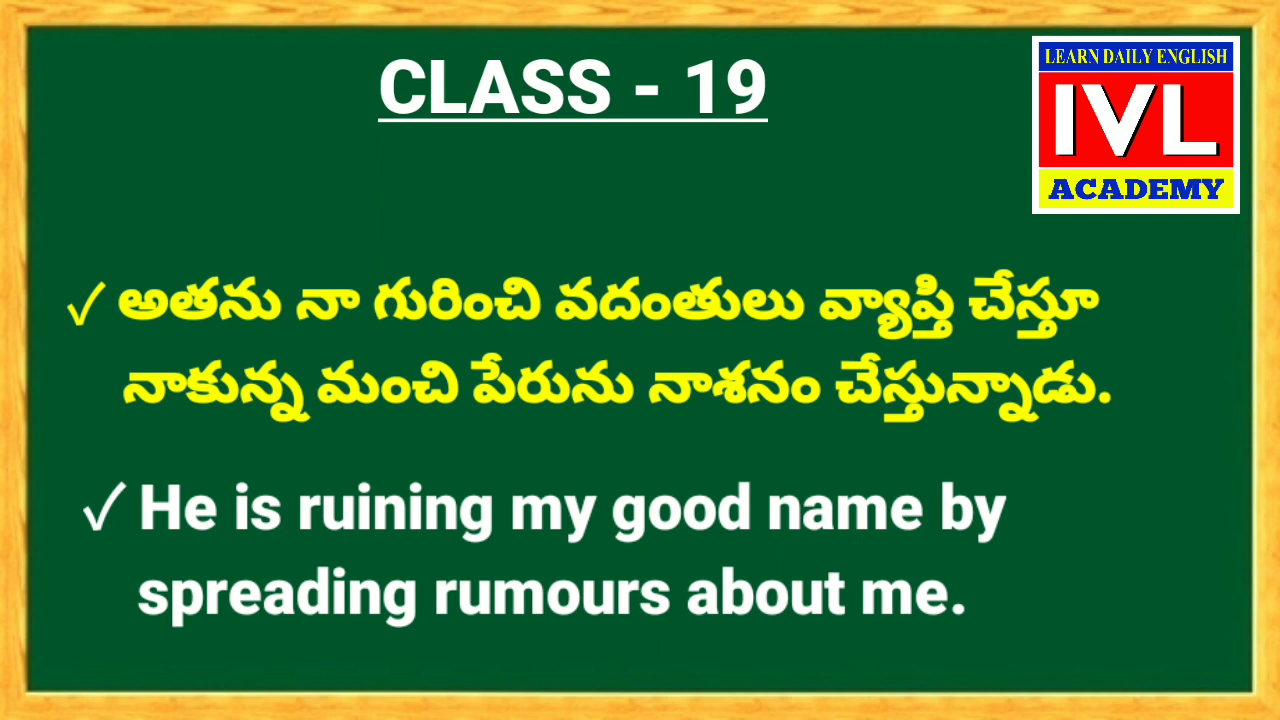 CLASS - 19
LEARN DAILY ENGLISH
IVL
ACADEMY
✓ అతను నా గురించి వదంతులు వ్యాప్తి చేస్తూ
నాకున్న మంచి పేరును నాశనం చేస్తున్నాడు.
✓ He is ruining my good name by
spreading rumours about me.